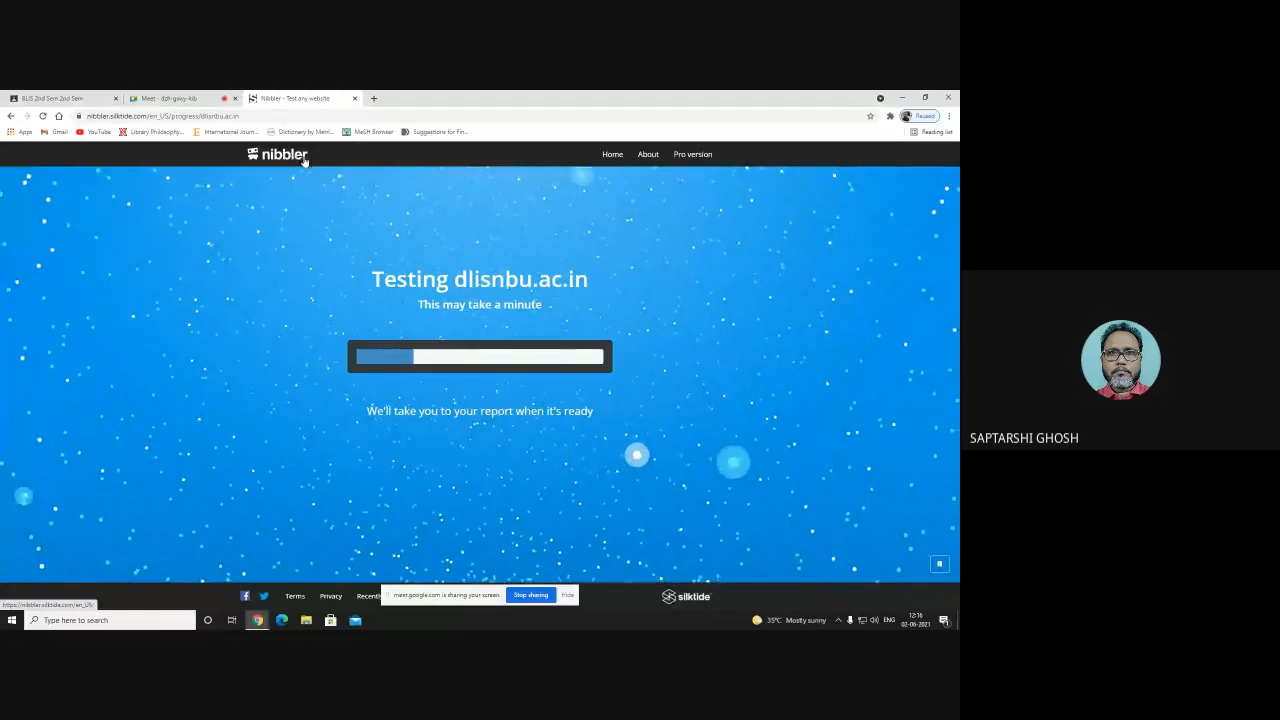 BLIS 2nd Sem 2nd Sem
Meet - dzh-gxwy-kib
Nibbler - Test any website
nibbler.silktide.com/en_US/progress/dlisnbu.ac.in
Paused
Apps
Gmail
YouTube
Library Philosophy...
International Journ...
Dictionary by Merri...
MeSH Browser
Suggestions for Fin...
Reading list
nibbler
Home
About
Pro version
Testing dlisnbu.ac.in
This may take a minute
We'll take you to your report when it's ready
SAPTARSHI GHOSH
Terms
Privacy
Recentl
meet.google.com is sharing your screen.
Stop sharing
Hide
silktide
https://nibbler.silktide.com/en_US/
Type here to search
35°C Mostly sunny
ENG
12:16
02-06-2021